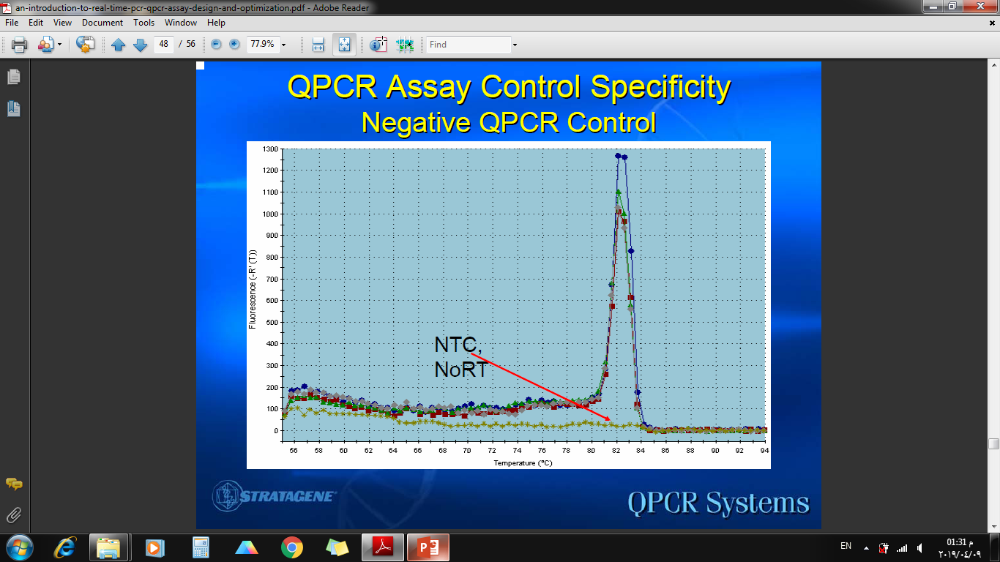 an-introduction-to-real-time-pcr-qpcr-assay-design-and-optimization.pdf - Adobe Reader
File Edit View Document Tools Window Help
48 / 56 77.9% Find
QPCR Assay Control Specificity
Negative QPCR Control
Fluorescence (-R' (T))
1300
1200
1100
1000
900
800
700
600
500
400
300
200
100
0
NTC,
NoRT
56 58 60 62 64 66 68 70 72 74 76 78 80 82 84 86 88 90 92 94
Temperature (°C)
STRATAGENE®
QPCR Systems
EN
01:31 م
٢٠١٩/٠٤/٠٩